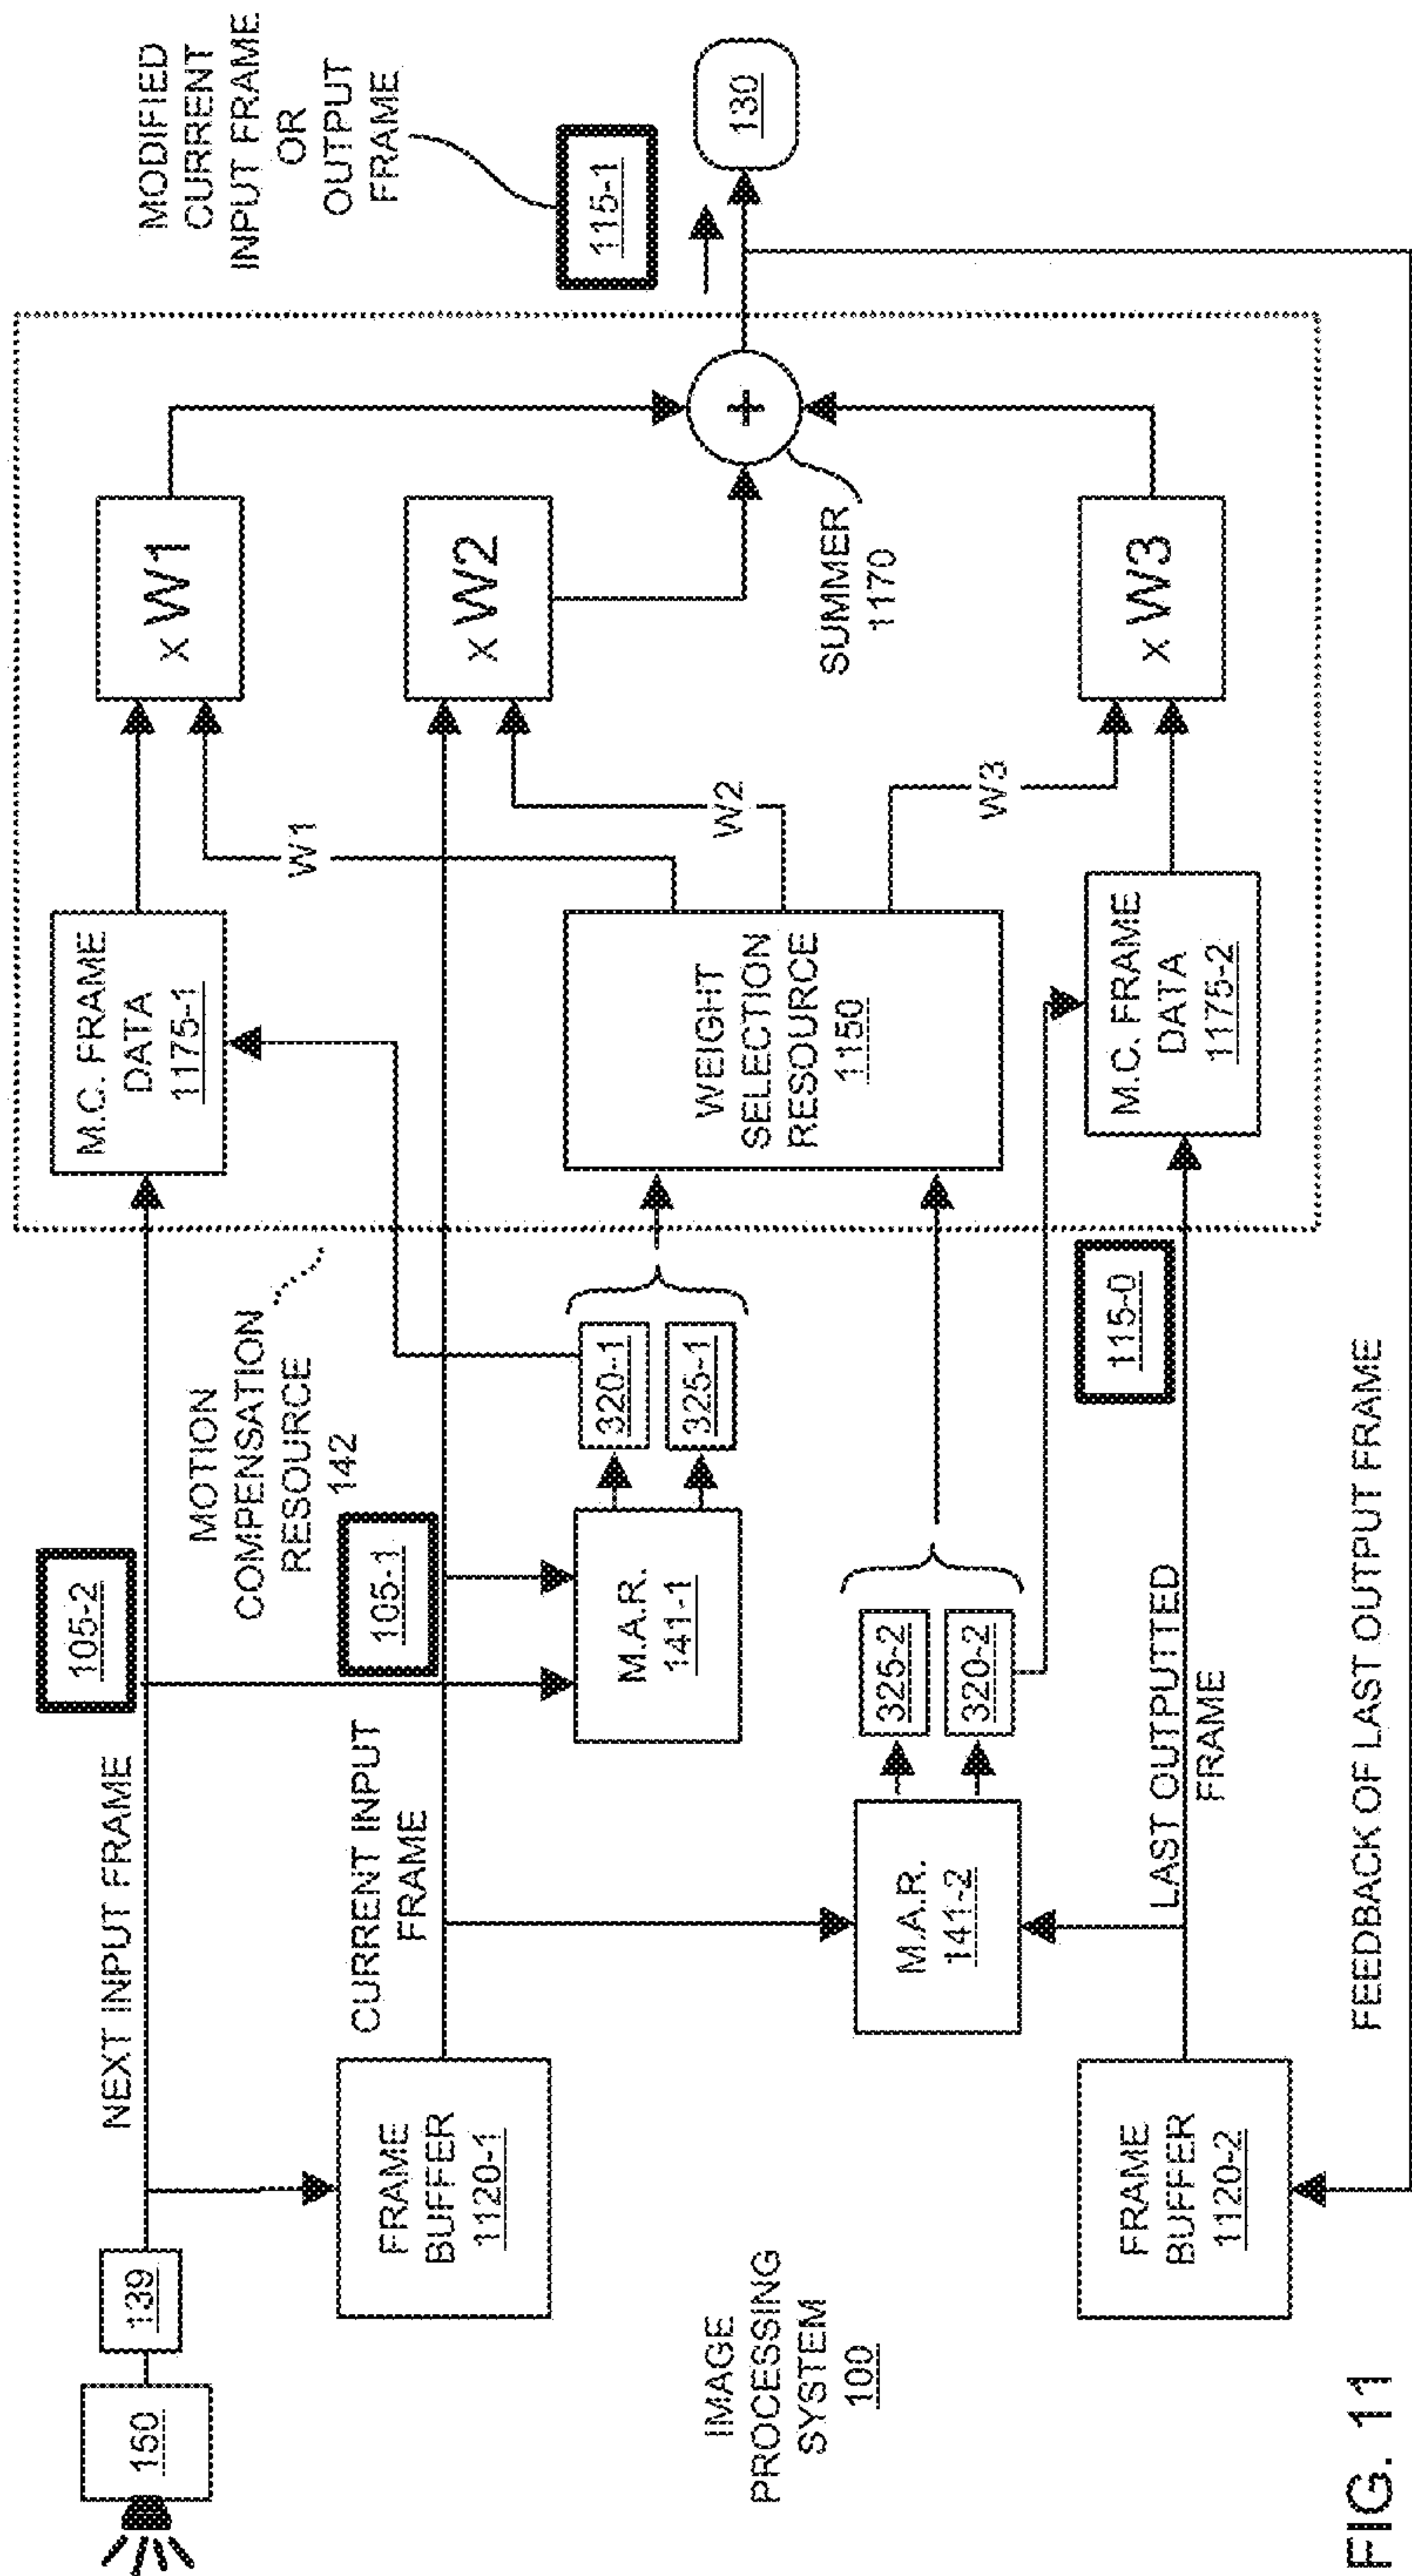 MODIFIED
CURRENT
INPUT FRAME
OR
OUTPUT
FRAME
115-1
130
150
139
NEXT INPUT FRAME
105-2
M.C. FRAME
DATA
1175-1
W1
x W1
MOTION
COMPENSATION
RESOURCE
142
FRAME
BUFFER
1120-1
CURRENT INPUT
FRAME
105-1
M.A.R.
141-1
320-1
325-1
WEIGHT
SELECTION
RESOURCE
1150
W2
x W2
+
SUMMER
1170
W3
x W3
M.A.R.
141-2
325-2
320-2
IMAGE
PROCESSING
SYSTEM
100
FRAME
BUFFER
1120-2
LAST OUTPUTTED
FRAME
115-0
M.C. FRAME
DATA
1175-2
FEEDBACK OF LAST OUTPUT FRAME
FIG. 11